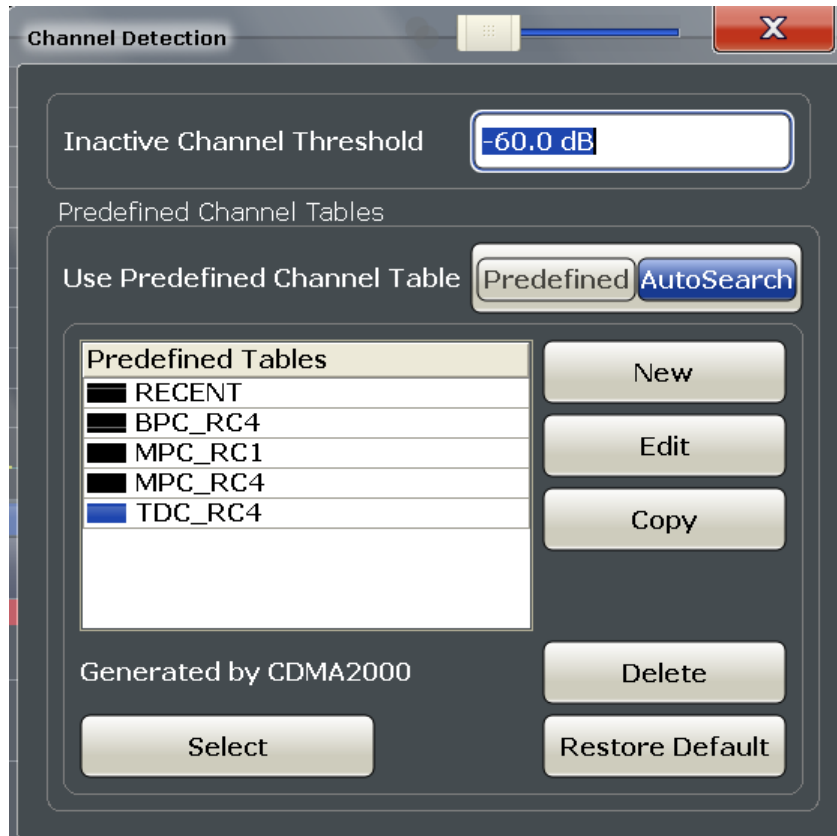 Channel Detection
X
Inactive Channel Threshold -60.0 dB
Predefined Channel Tables
Use Predefined Channel Table Predefined AutoSearch
Predefined Tables
RECENT
BPC_RC4
MPC_RC1
MPC_RC4
TDC_RC4
New
Edit
Copy
Generated by CDMA2000 Delete
Select Restore Default